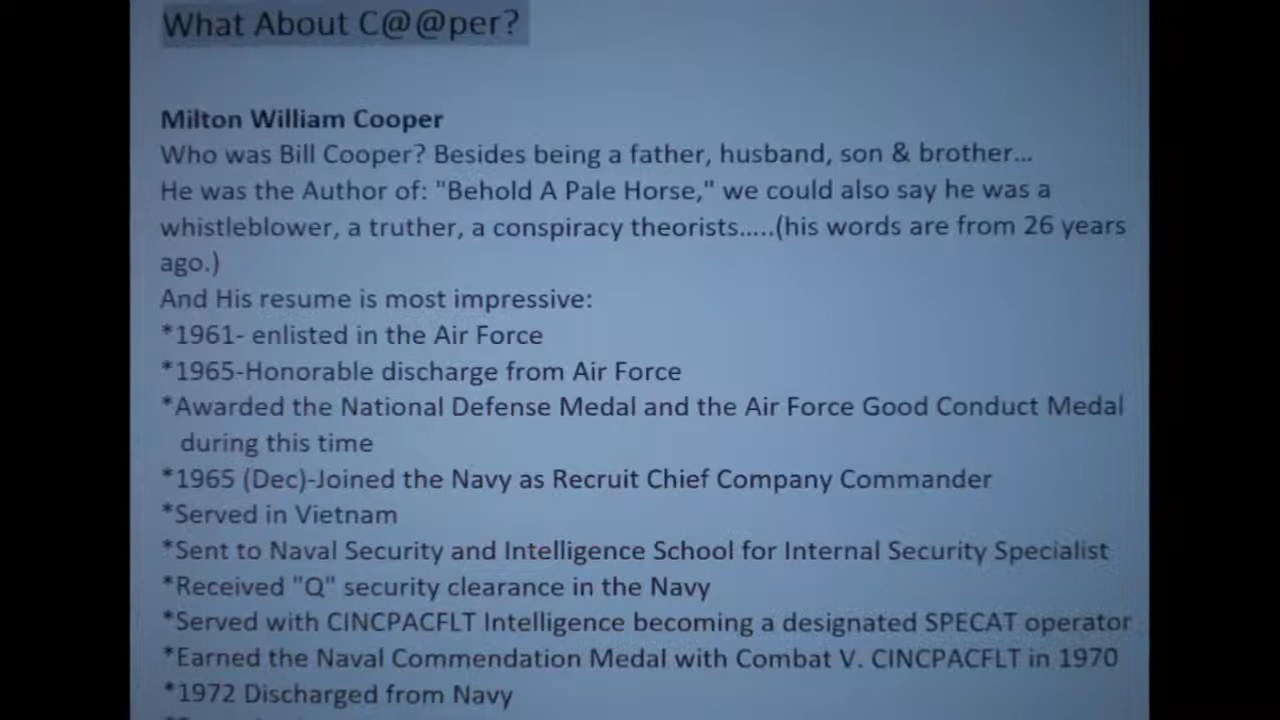 What About C@@per?
Milton William Cooper
Who was Bill Cooper? Besides being a father, husband, son & brother...
He was the Author of: "Behold A Pale Horse," we could also say he was a
whistleblower, a truther, a conspiracy theorists.....(his words are from 26 years
ago.)
And His resume is most impressive:
*1961- enlisted in the Air Force
*1965-Honorable discharge from Air Force
*Awarded the National Defense Medal and the Air Force Good Conduct Medal
during this time
*1965 (Dec)-Joined the Navy as Recruit Chief Company Commander
*Served in Vietnam
*Sent to Naval Security and Intelligence School for Internal Security Specialist
*Received "Q" security clearance in the Navy
*Served with CINCPACFLT Intelligence becoming a designated SPECAT operator
*Earned the Naval Commendation Medal with Combat V. CINCPACFLT in 1970
*1972 Discharged from Navy